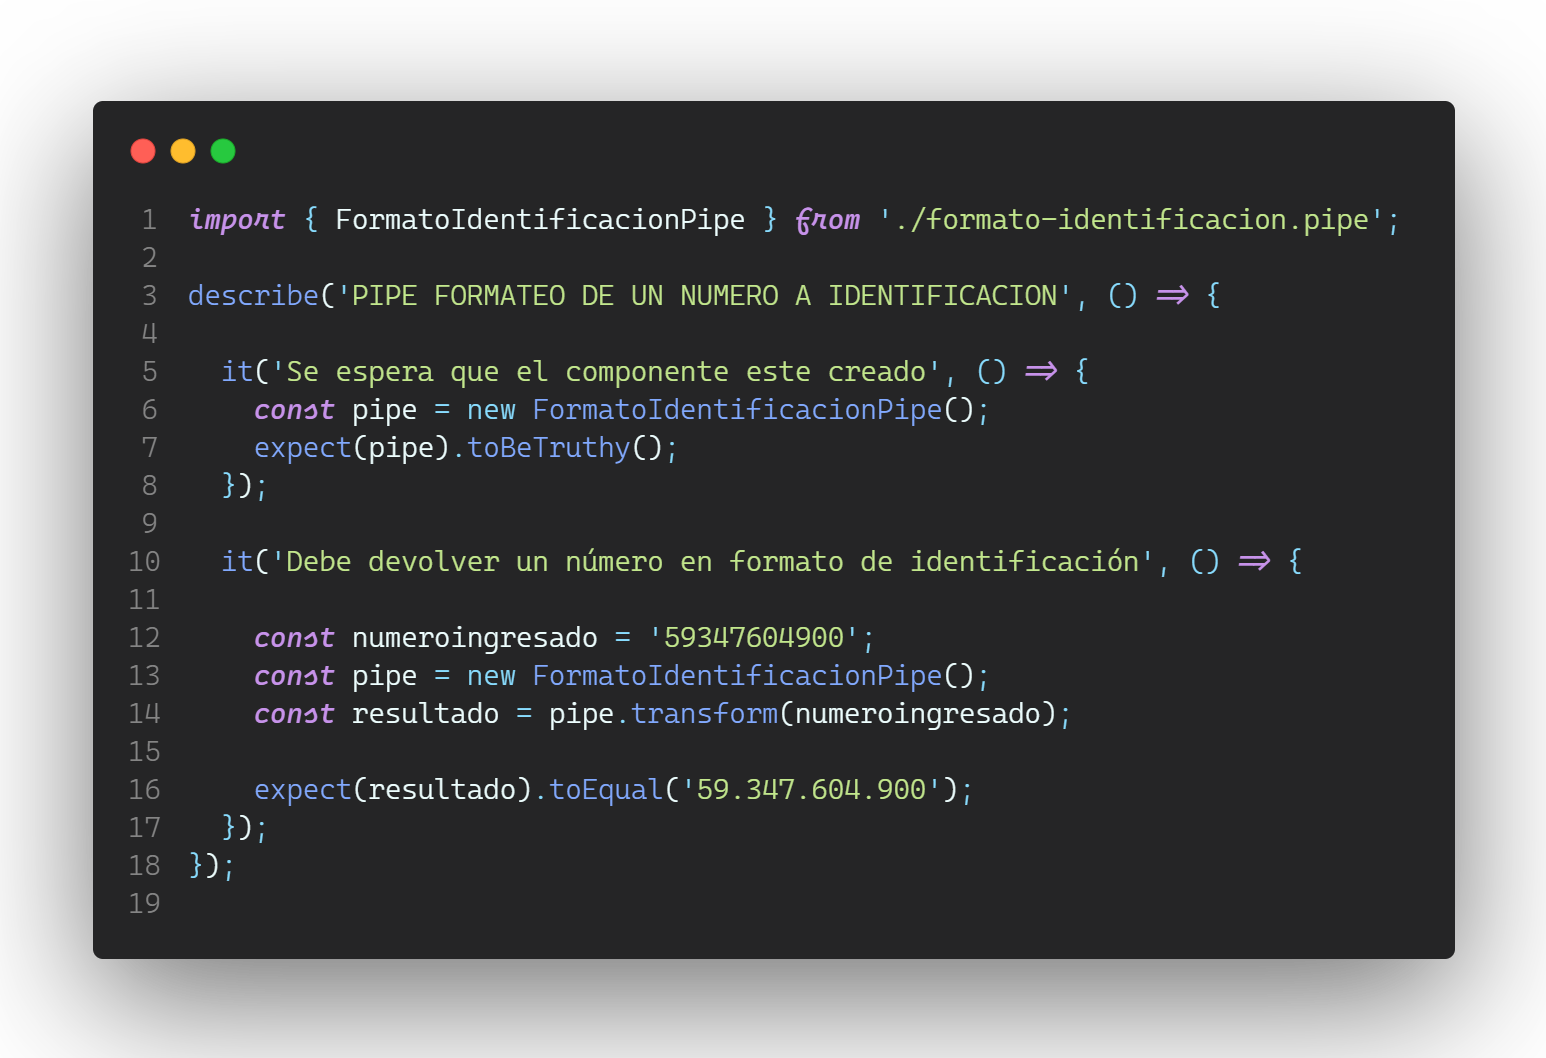 1 import { FormatoIdentificacionPipe } from './formato-identificacion.pipe';
2
3 describe('PIPE FORMATEO DE UN NUMERO A IDENTIFICACION', () => {
4
5   it('Se espera que el componente este creado', () => {
6     const pipe = new FormatoIdentificacionPipe();
7     expect(pipe).toBeTruthy();
8   });
9
10   it('Debe devolver un número en formato de identificación', () => {
11
12     const numeroingresado = '59347604900';
13     const pipe = new FormatoIdentificacionPipe();
14     const resultado = pipe.transform(numeroingresado);
15
16     expect(resultado).toEqual('59.347.604.900');
17   });
18 });
19